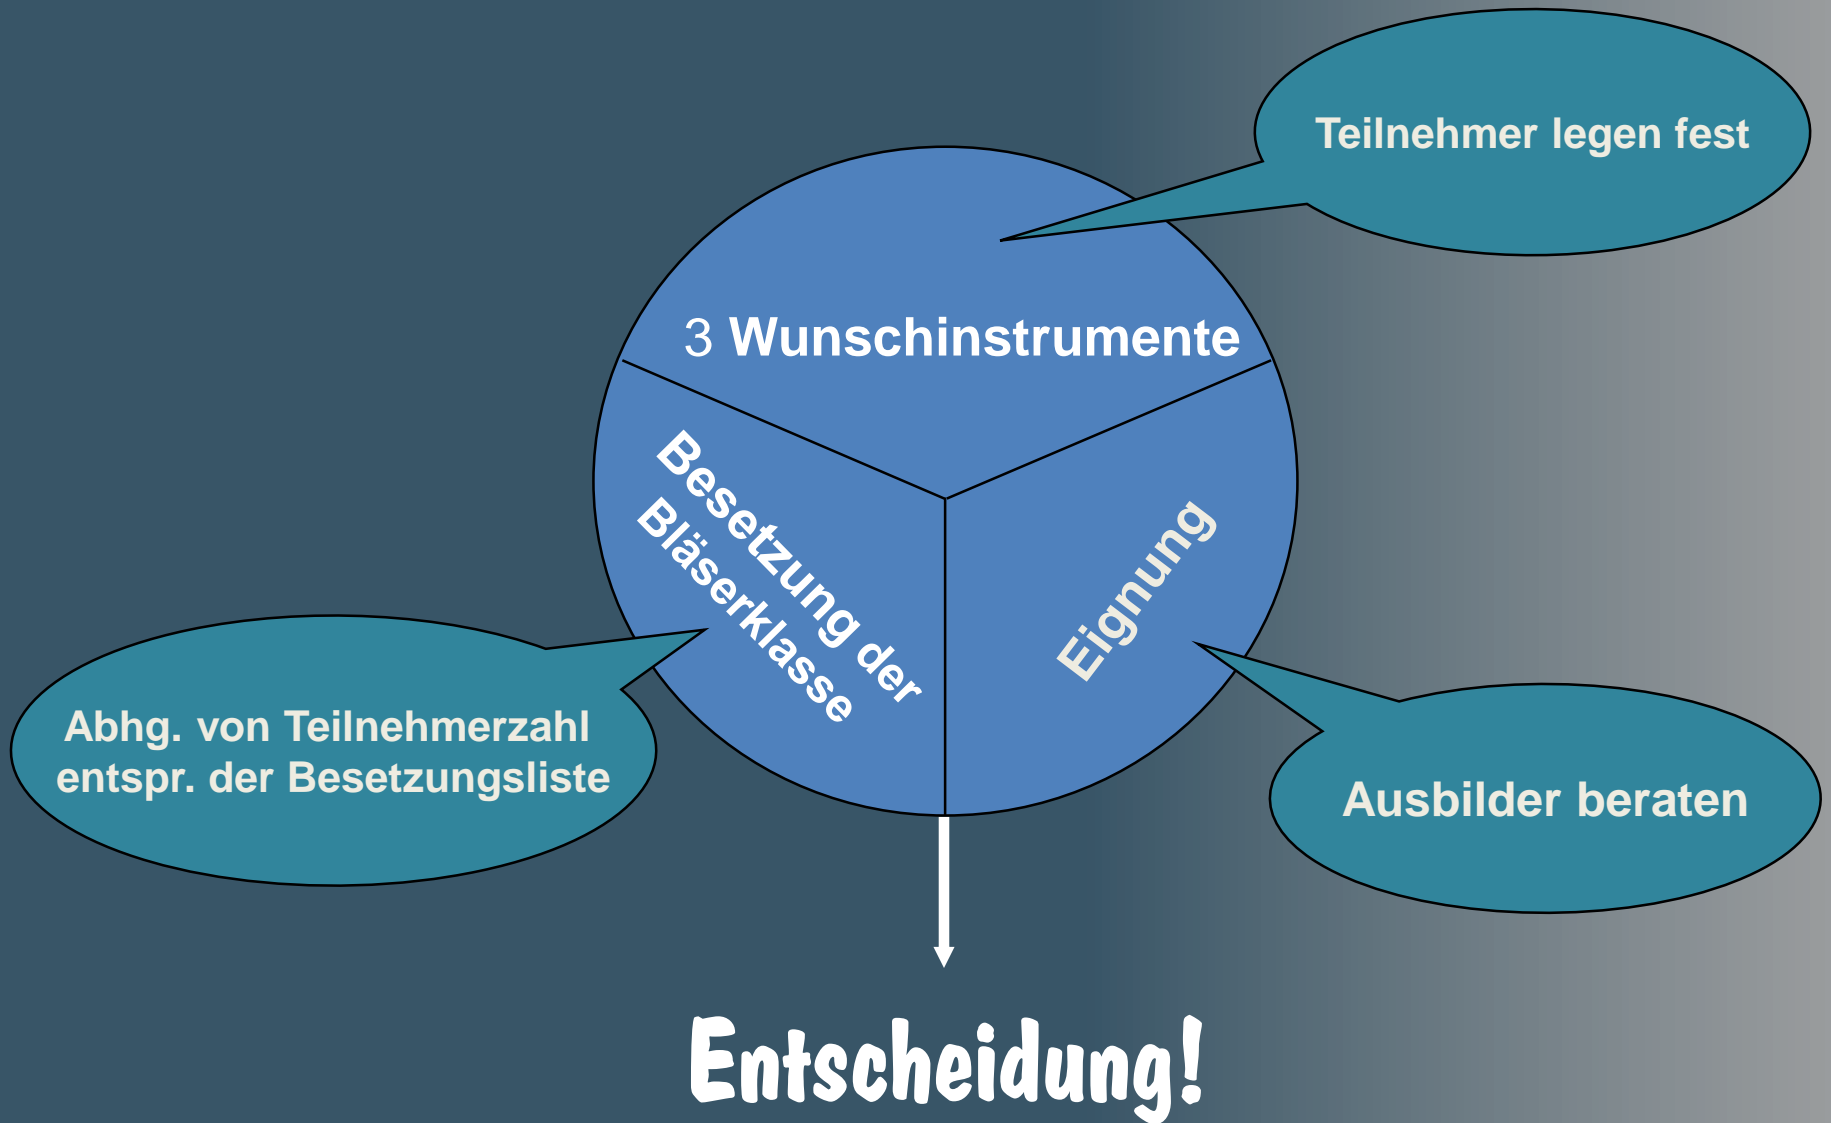 Teilnehmer legen fest
3 Wunschinstrumente
Besetzung der
Bläserklasse
Eignung
Abhg. von Teilnehmerzahl
entspr. der Besetzungsliste
Ausbilder beraten
Entscheidung!